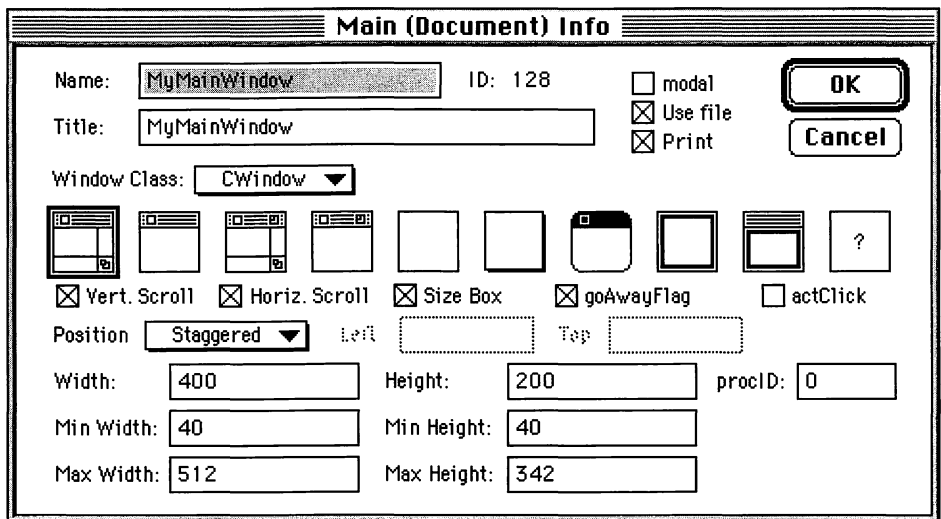 Main (Document) Info
Name: MyMainWindow ID: 128
modal
OK
Use file
Title: MyMainWindow
Print
Cancel
Window Class: CWindow
?
Vert. Scroll Horiz. Scroll Size Box goAwayFlag actClick
Position Staggered Left Top
Width: 400 Height: 200 procID: 0
Min Width: 40 Min Height: 40
Max Width: 512 Max Height: 342